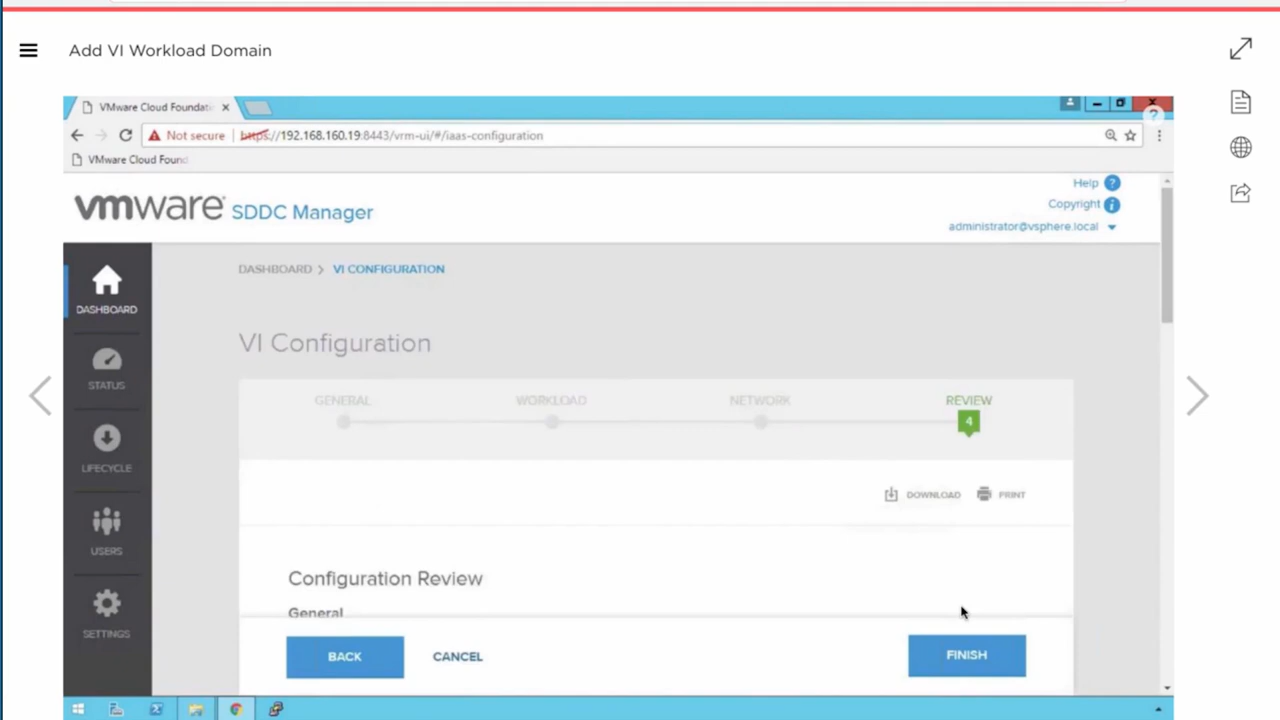 Add VI Workload Domain
VMware Cloud Foundat
Not secure https://192.168.160.19:8443/vrm-ui/#/iaas-configuration
VMware Cloud Found
Help ?
Copyright i
vmware SDDC Manager
administrator@vsphere.local
DASHBOARD
STATUS
LIFECYCLE
USERS
SETTINGS
DASHBOARD > VI CONFIGURATION
VI Configuration
GENERAL WORKLOAD NETWORK REVIEW
4
DOWNLOAD PRINT
Configuration Review
General
BACK CANCEL FINISH